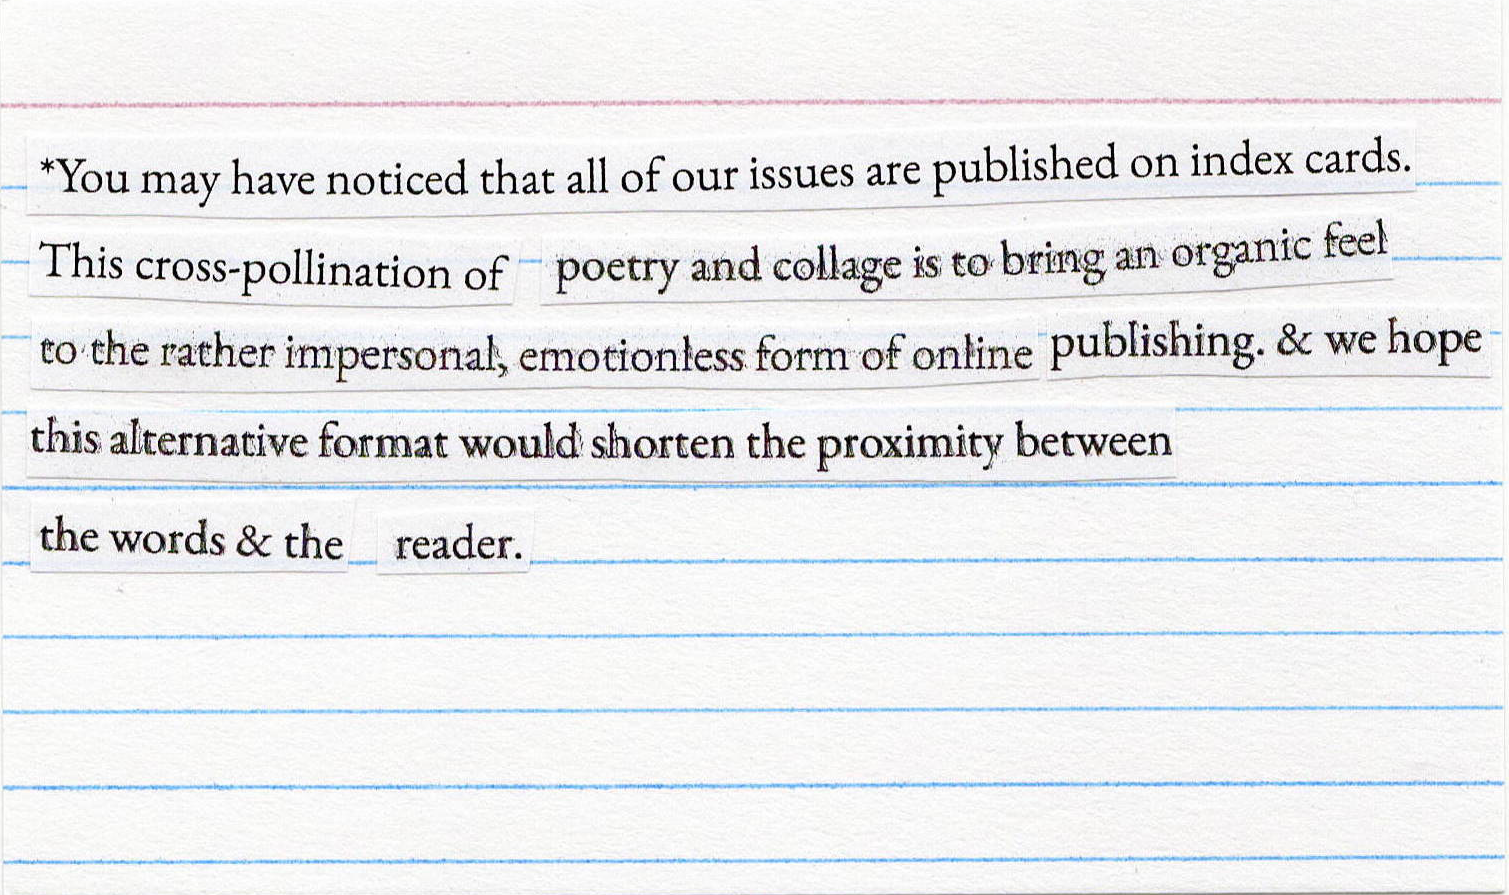 *You may have noticed that all of our issues are published on index cards.
This cross-pollination of poetry and collage is to bring an organic feel
to the rather impersonal, emotionless form of online publishing. & we hope
this alternative format would shorten the proximity between
the words & the reader.